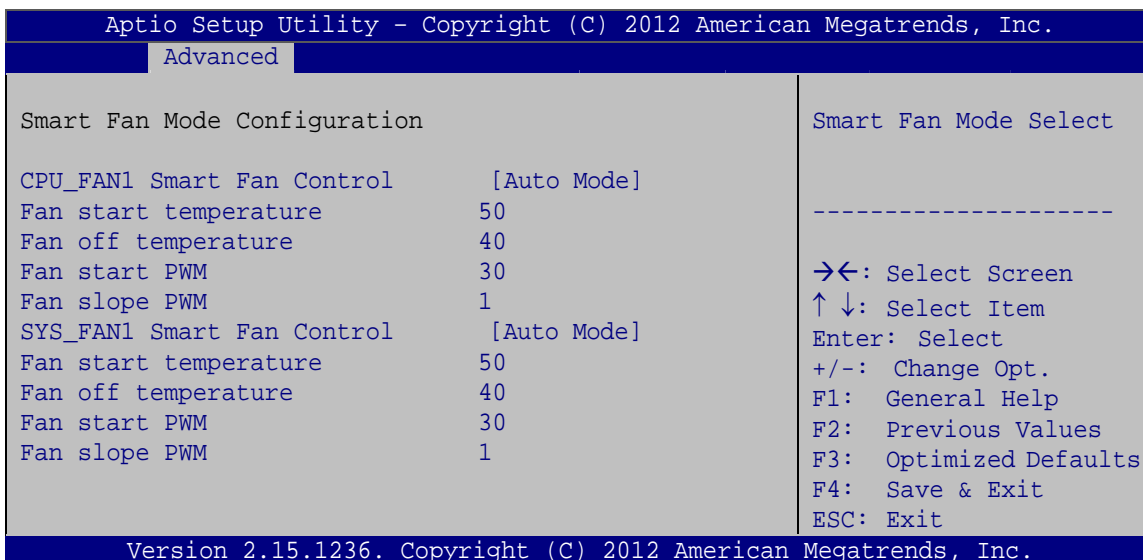 Aptio Setup Utility – Copyright (C) 2012 American Megatrends, Inc.
Advanced
Smart Fan Mode Configuration
CPU_FAN1 Smart Fan Control [Auto Mode]
Fan start temperature 50
Fan off temperature 40
Fan start PWM 30
Fan slope PWM 1
SYS_FAN1 Smart Fan Control [Auto Mode]
Fan start temperature 50
Fan off temperature 40
Fan start PWM 30
Fan slope PWM 1
Smart Fan Mode Select
---------------------
→←: Select Screen
↑ ↓: Select Item
Enter: Select
+/-: Change Opt.
F1: General Help
F2: Previous Values
F3: Optimized Defaults
F4: Save & Exit
ESC: Exit
Version 2.15.1236. Copyright (C) 2012 American Megatrends, Inc.